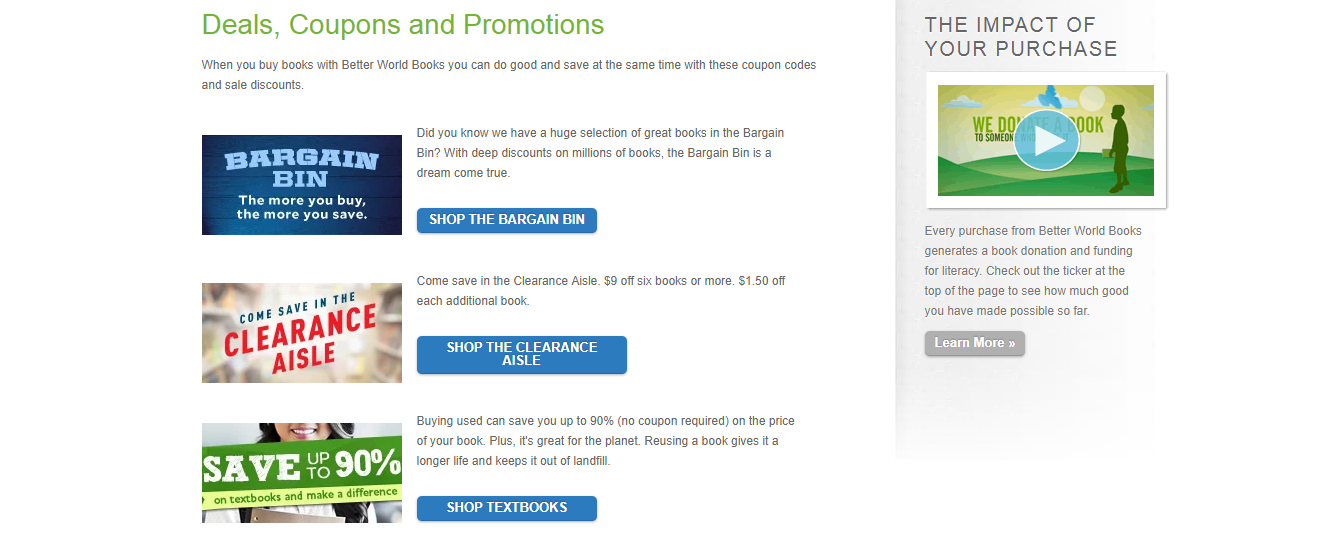 Deals, Coupons and Promotions
When you buy books with Better World Books you can do good and save at the same time with these coupon codes
and sale discounts.
BARGAIN
BIN
The more you buy,
the more you save.
Did you know we have a huge selection of great books in the Bargain
Bin? With deep discounts on millions of books, the Bargain Bin is a
dream come true.
SHOP THE BARGAIN BIN
COME SAVE IN THE
CLEARANCE
AISLE
Come save in the Clearance Aisle. $9 off six books or more. $1.50 off
each additional book.
SHOP THE CLEARANCE
AISLE
SAVE UP TO 90%
on textbooks and make a difference
Buying used can save you up to 90% (no coupon required) on the price
of your book. Plus, it's great for the planet. Reusing a book gives it a
longer life and keeps it out of landfill.
SHOP TEXTBOOKS
THE IMPACT OF
YOUR PURCHASE
WE DONATE A BOOK
TO SOMEONE
Every purchase from Better World Books
generates a book donation and funding
for literacy. Check out the ticker at the
top of the page to see how much good
you have made possible so far.
Learn More »